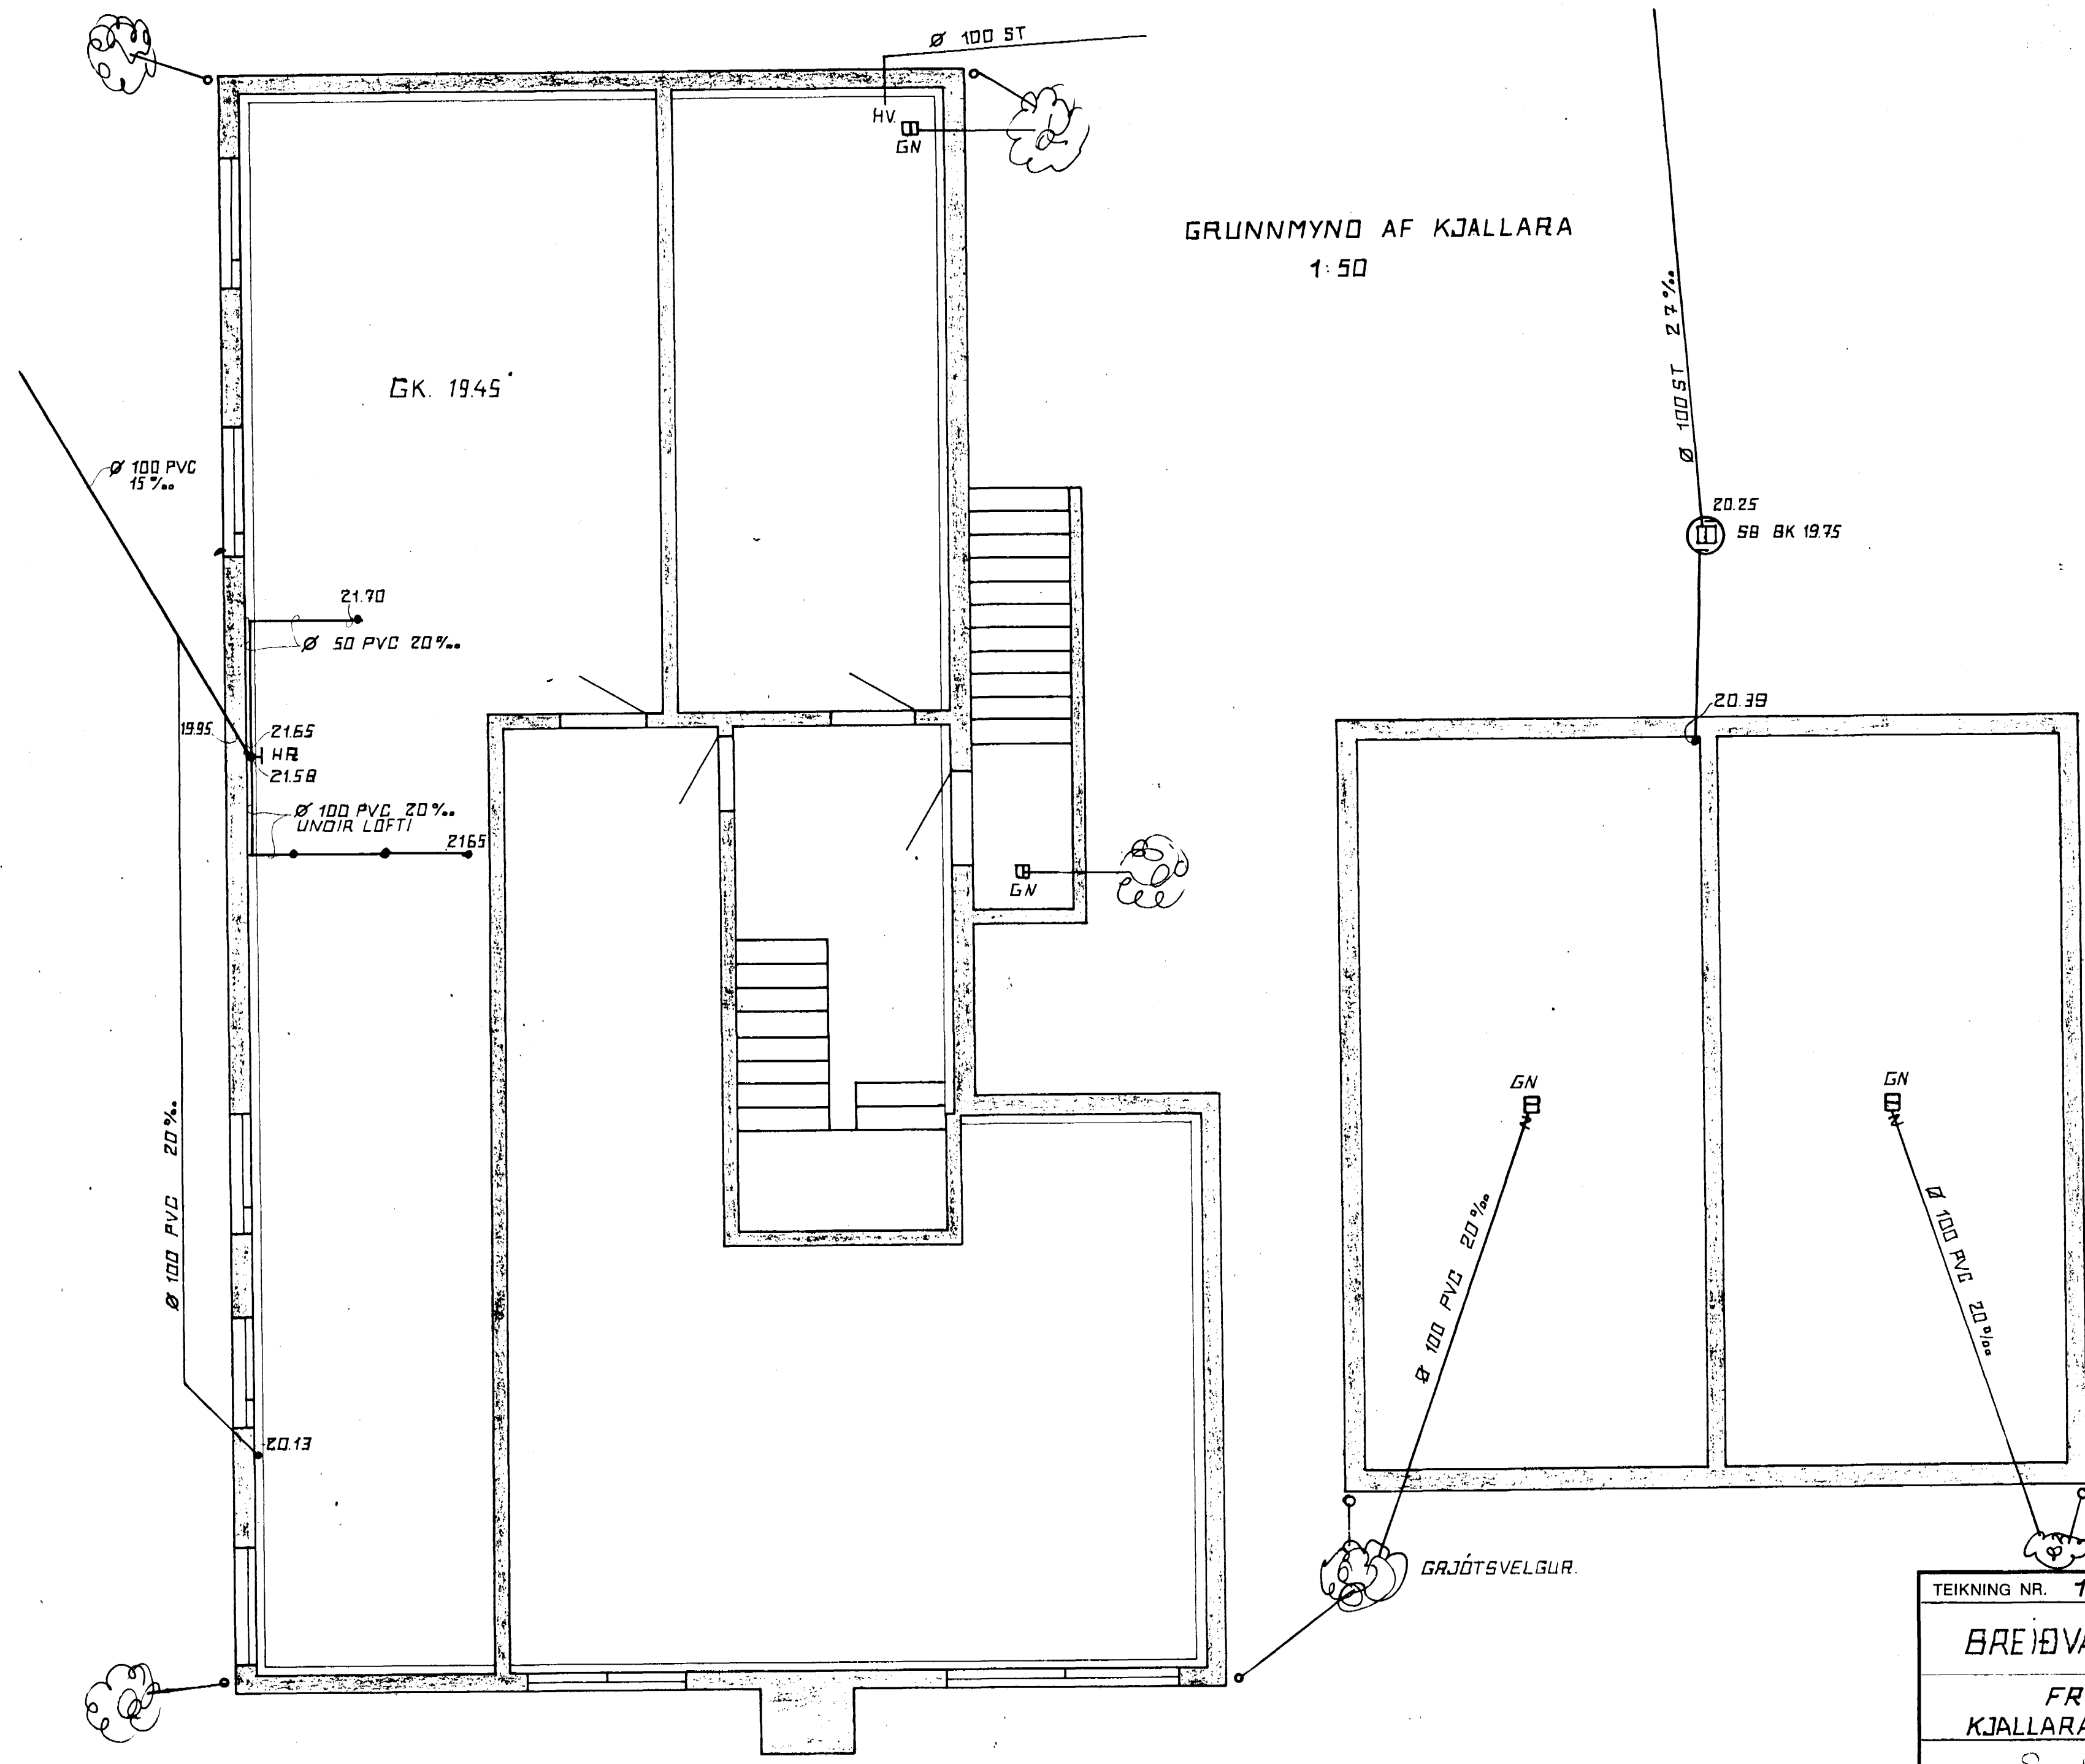 Ø 100 ST
HV.
GN
GRUNNMYND AF KJALLARA
1:50
Ø 100 ST 27‰
GK. 19.45
Ø 100 PVC
15‰
20.25
SB BK 19.75
21.70
Ø 50 PVC 20‰
19.95
21.65
HR
21.58
20.39
Ø 100 PVC 20‰
UNDIR LOFTI
21.65
GN
GN
GN
Ø 100 PVC 20‰
Ø 100 PVC 20‰
Ø 100 PVC 20‰
20.13
GRJÓTSVELGUR.
TEIKNING NR. 1
BREIÐVA
FR
KJALLARA